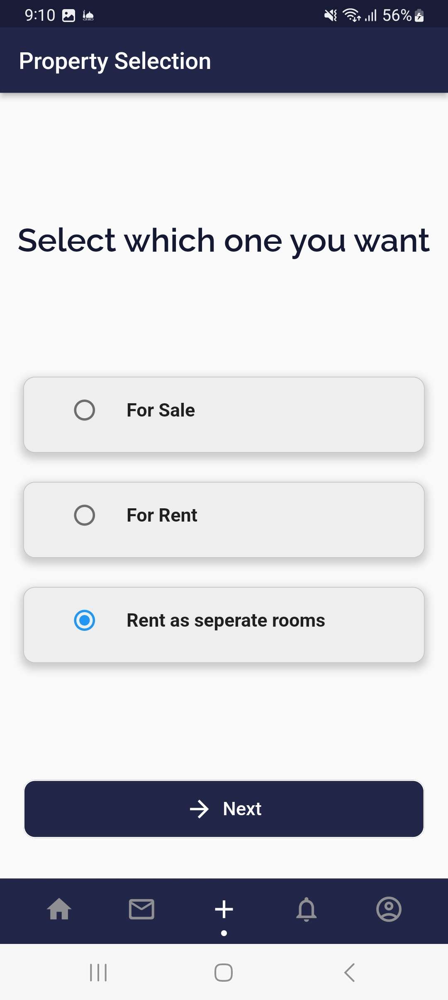 9:10 56%
Property Selection
Select which one you want
For Sale
For Rent
Rent as seperate rooms
Next